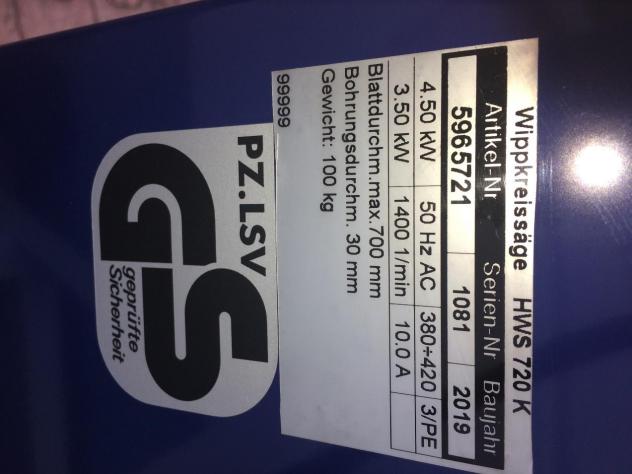 Wippkreissäge HWS 720 K
Artikel-Nr Serien-Nr Baujahr
5965721 1081 2019
4.50 kW 50 Hz AC 380÷420 3/PE
3.50 kW 1400 1/min 10.0 A
Blattdurchm.max.700 mm
Bohrungsdurchm. 30 mm
Gewicht: 100 kg
99999
PZ.LSV
GS
geprüfte
Sicherheit